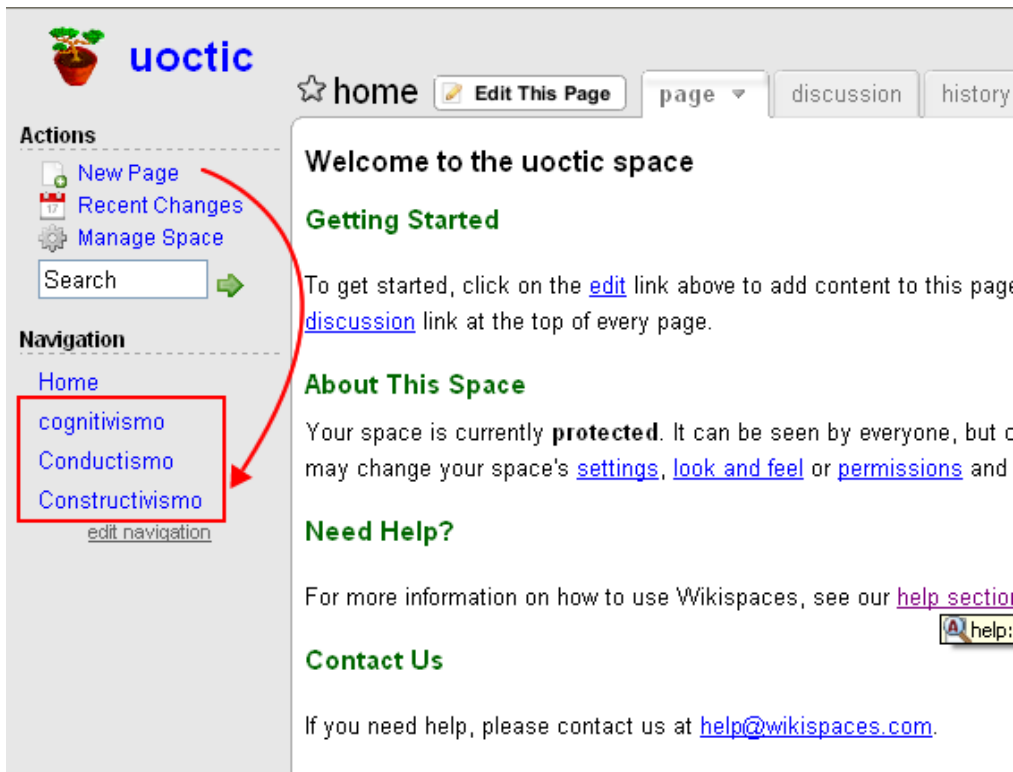 uoctic
home
Edit This Page
page
discussion
history
Actions
New Page
17
Recent Changes
Manage Space
Search
Navigation
Home
cognitivismo
Conductismo
Constructivismo
edit navigation
Welcome to the uoctic space
Getting Started
To get started, click on the edit link above to add content to this page
discussion link at the top of every page.
About This Space
Your space is currently protected. It can be seen by everyone, but
may change your space's settings, look and feel or permissions and
Need Help?
For more information on how to use Wikispaces, see our help section
A help:
Contact Us
If you need help, please contact us at help@wikispaces.com.